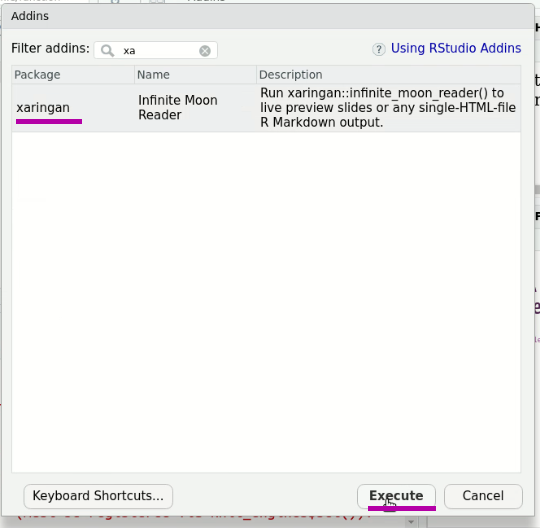 Addins
Filter addins: xa
Using RStudio Addins
Package Name Description
xaringan
Infinite Moon Reader
Run xaringan::infinite_moon_reader() to
live preview slides or any single-HTML-file
R Markdown output.
Keyboard Shortcuts... Execute Cancel